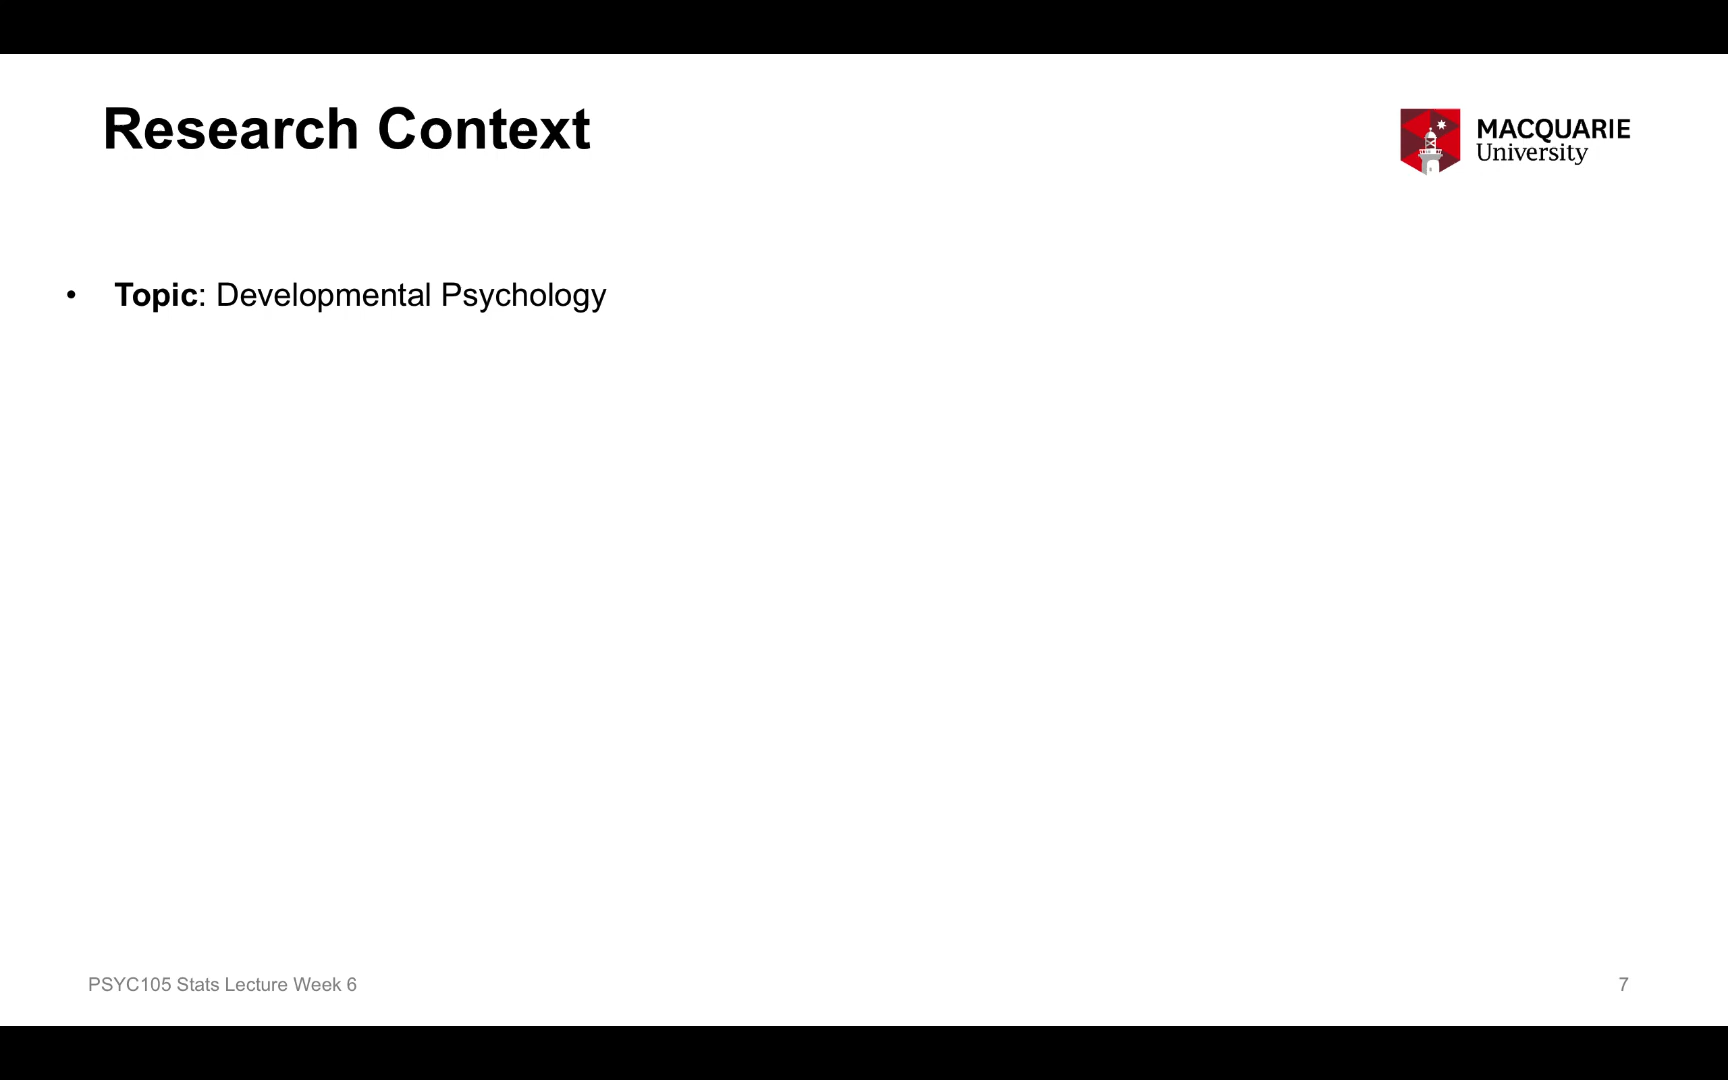 Research Context
MACQUARIE
University
• Topic: Developmental Psychology
PSYC105 Stats Lecture Week 6
7